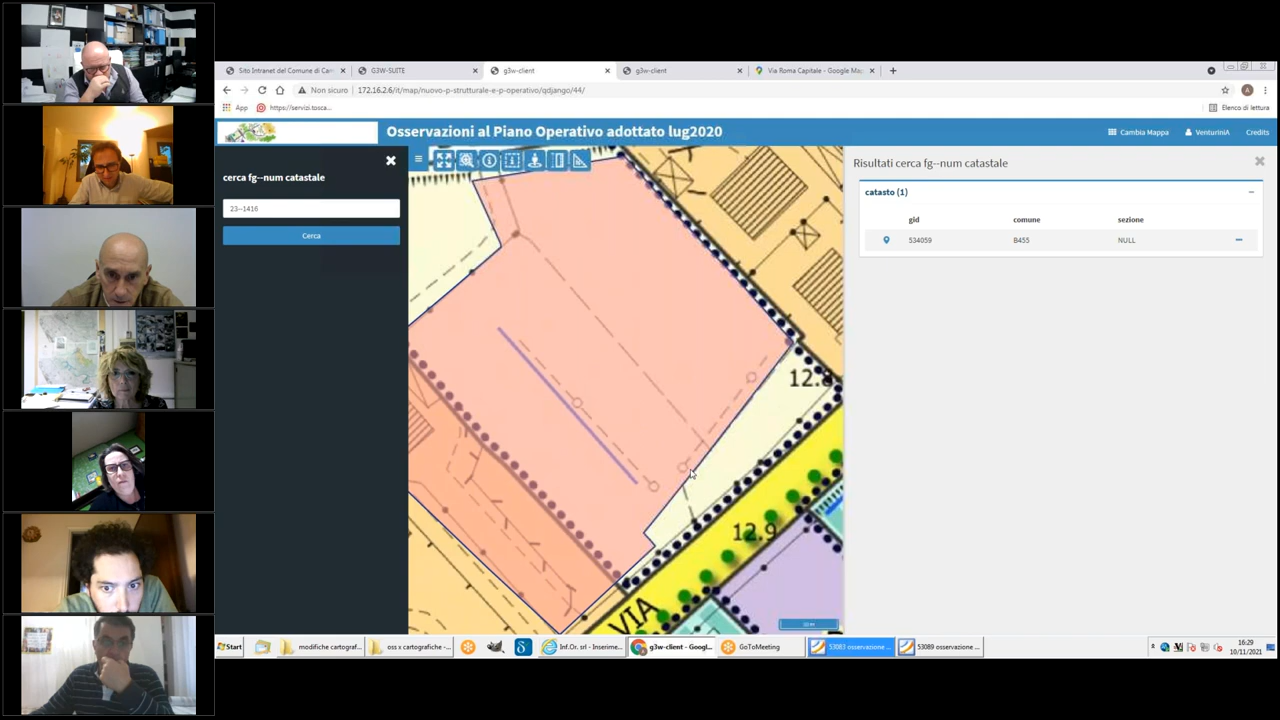 Sito Intranet del Comune di Can
G3W-SUITE
g3w-client
g3w-client
Via Roma Capitale - Google Ma
Non sicuro
172.16.2.6/it/map/nuovo-p-strutturale-e-p-operativo/qdjango/44/
App
https://servizi.tosca...
Elenco di lettura
Osservazioni al Piano Operativo adottato lug2020
Cambia Mappa
VenturiniA
Credits
cerca fg--num catastale
23--1416
Cerca
Risultati cerca fg--num catastale
catasto (1)
gid
comune
sezione
534059
B455
NULL
12.8
12.9
VIA
Start
modifiche cartograf...
oss x cartografiche -...
Inf.Or. srl - Inserime...
g3w-client - Googl...
GoToMeeting
53083 osservazione ...
53089 osservazione ...
16:29
10/11/2021